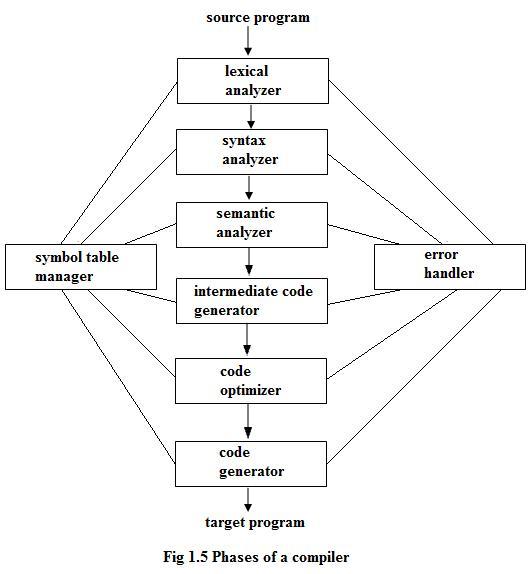 source program
lexical
analyzer
syntax
analyzer
semantic
analyzer
symbol table
manager
error
handler
intermediate code
generator
code
optimizer
code
generator
target program
Fig 1.5 Phases of a compiler